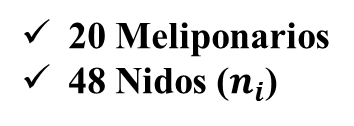 ✓ 20 Meliponarios
✓ 48 Nidos (nᵢ)